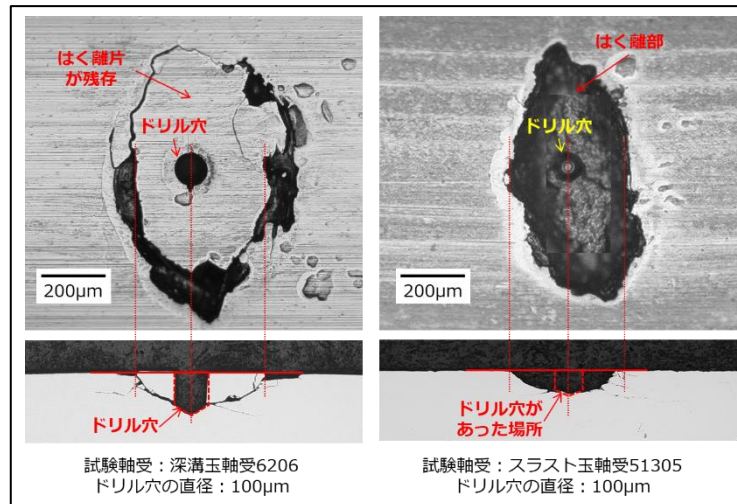 はく離片
が残存
ドリル穴
200μm
ドリル穴
試験軸受：深溝玉軸受6206
ドリル穴の直径：100μm
はく離部
ドリル穴
200μm
ドリル穴が
あった場所
試験軸受：スラスト玉軸受51305
ドリル穴の直径：100μm